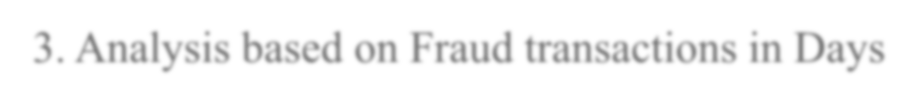 3. Analysis based on Fraud transactions in Days